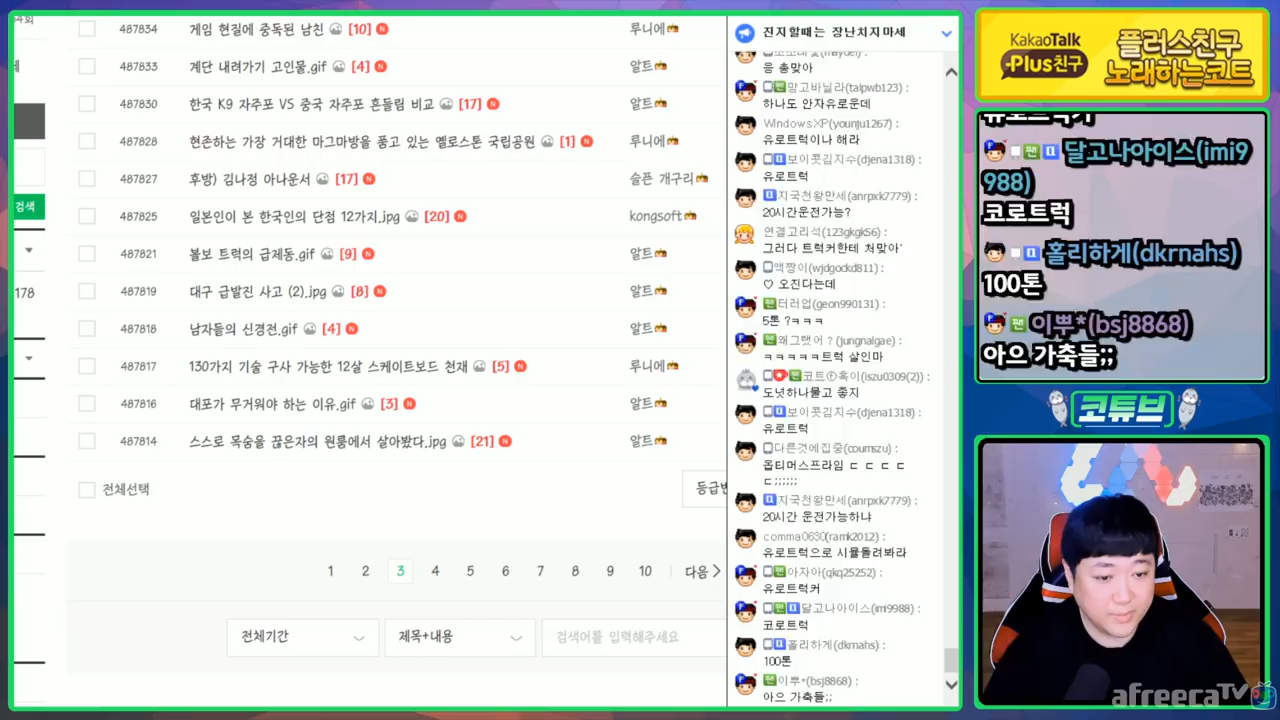 487834 게임 현질에 중독된 남친 [10] N 루니에
487833 계단 내려가기 고인물.gif [4] N 알트
487830 한국 K9 자주포 VS 중국 자주포 흔들림 비교 [17] N 알트
487828 현존하는 가장 거대한 마그마방을 품고 있는 옐로스톤 국립공원 [1] N 루니에
487827 후방) 김나정 아나운서 [17] N 슬픈 개구리
487825 일본인이 본 한국인의 단점 12가지.jpg [20] N kongsoft
487821 볼보 트럭의 급제동.gif [9] N 알트
487819 대구 급발진 사고 (2).jpg [8] N 알트
487818 남자들의 신경전.gif [4] N 알트
487817 130가지 기술 구사 가능한 12살 스케이트보드 천재 [5] N 루니에
487816 대포가 무거워야 하는 이유.gif [3] N 알트
487814 스스로 목숨을 끊은자의 원룸에서 살아봤다.jpg [21] N 알트
검색
178
전체선택
1 2 3 4 5 6 7 8 9 10 다음 >
전체기간 제목+내용 검색어를 입력해주세요
진지할때는 장난치지마세
응 총맞아
망고바닐라(talpwb123) :
하나도 안자유로운데
WindowsXP(younju1267) :
유로트럭이나 해라
보이콧김지수(djena1318) :
유로트럭
지국천왕만세(anrpxk7779) :
20시간운전가능?
연결고리석(123gkgk56) :
그러다 트럭커한테 처맞아'
맥짱이(wjdgockd811) :
♡ 오진다는데
터러업(geon990131) :
5톤 ?ㅋㅋㅋ
왜그랫어?(jungnalgae) :
ㅋㅋㅋㅋㅋ트럭 살인마
코트ⓕ혹이(iszu0309(2)) :
도넛하나물고 좋지
보이콧김지수(djena1318) :
유로트럭
다른것에집중(coumszu) :
옵티머스프라임 ㄷ ㄷ ㄷ ㄷ
ㄷ;;;;;;
지국천왕만세(anrpxk7779) :
20시간 운전가능하냐
comma0630(ramk2012) :
유로트럭으로 시뮬돌려봐라
아자아(qkq25252) :
유로트럭커
달고나아이스(imi9988) :
코로트럭
홀리하게(dkrnahs) :
100톤
이뿌*(bsj8868) :
아으 가축들;;
KakaoTalk
Plus친구
플러스친구
노래하는코트
팬 달고나아이스(imi9
988)
코로트럭
홀리하게(dkrnahs)
100톤
팬 이뿌*(bsj8868)
아으 가축들;;
코튜브
afreecaTV